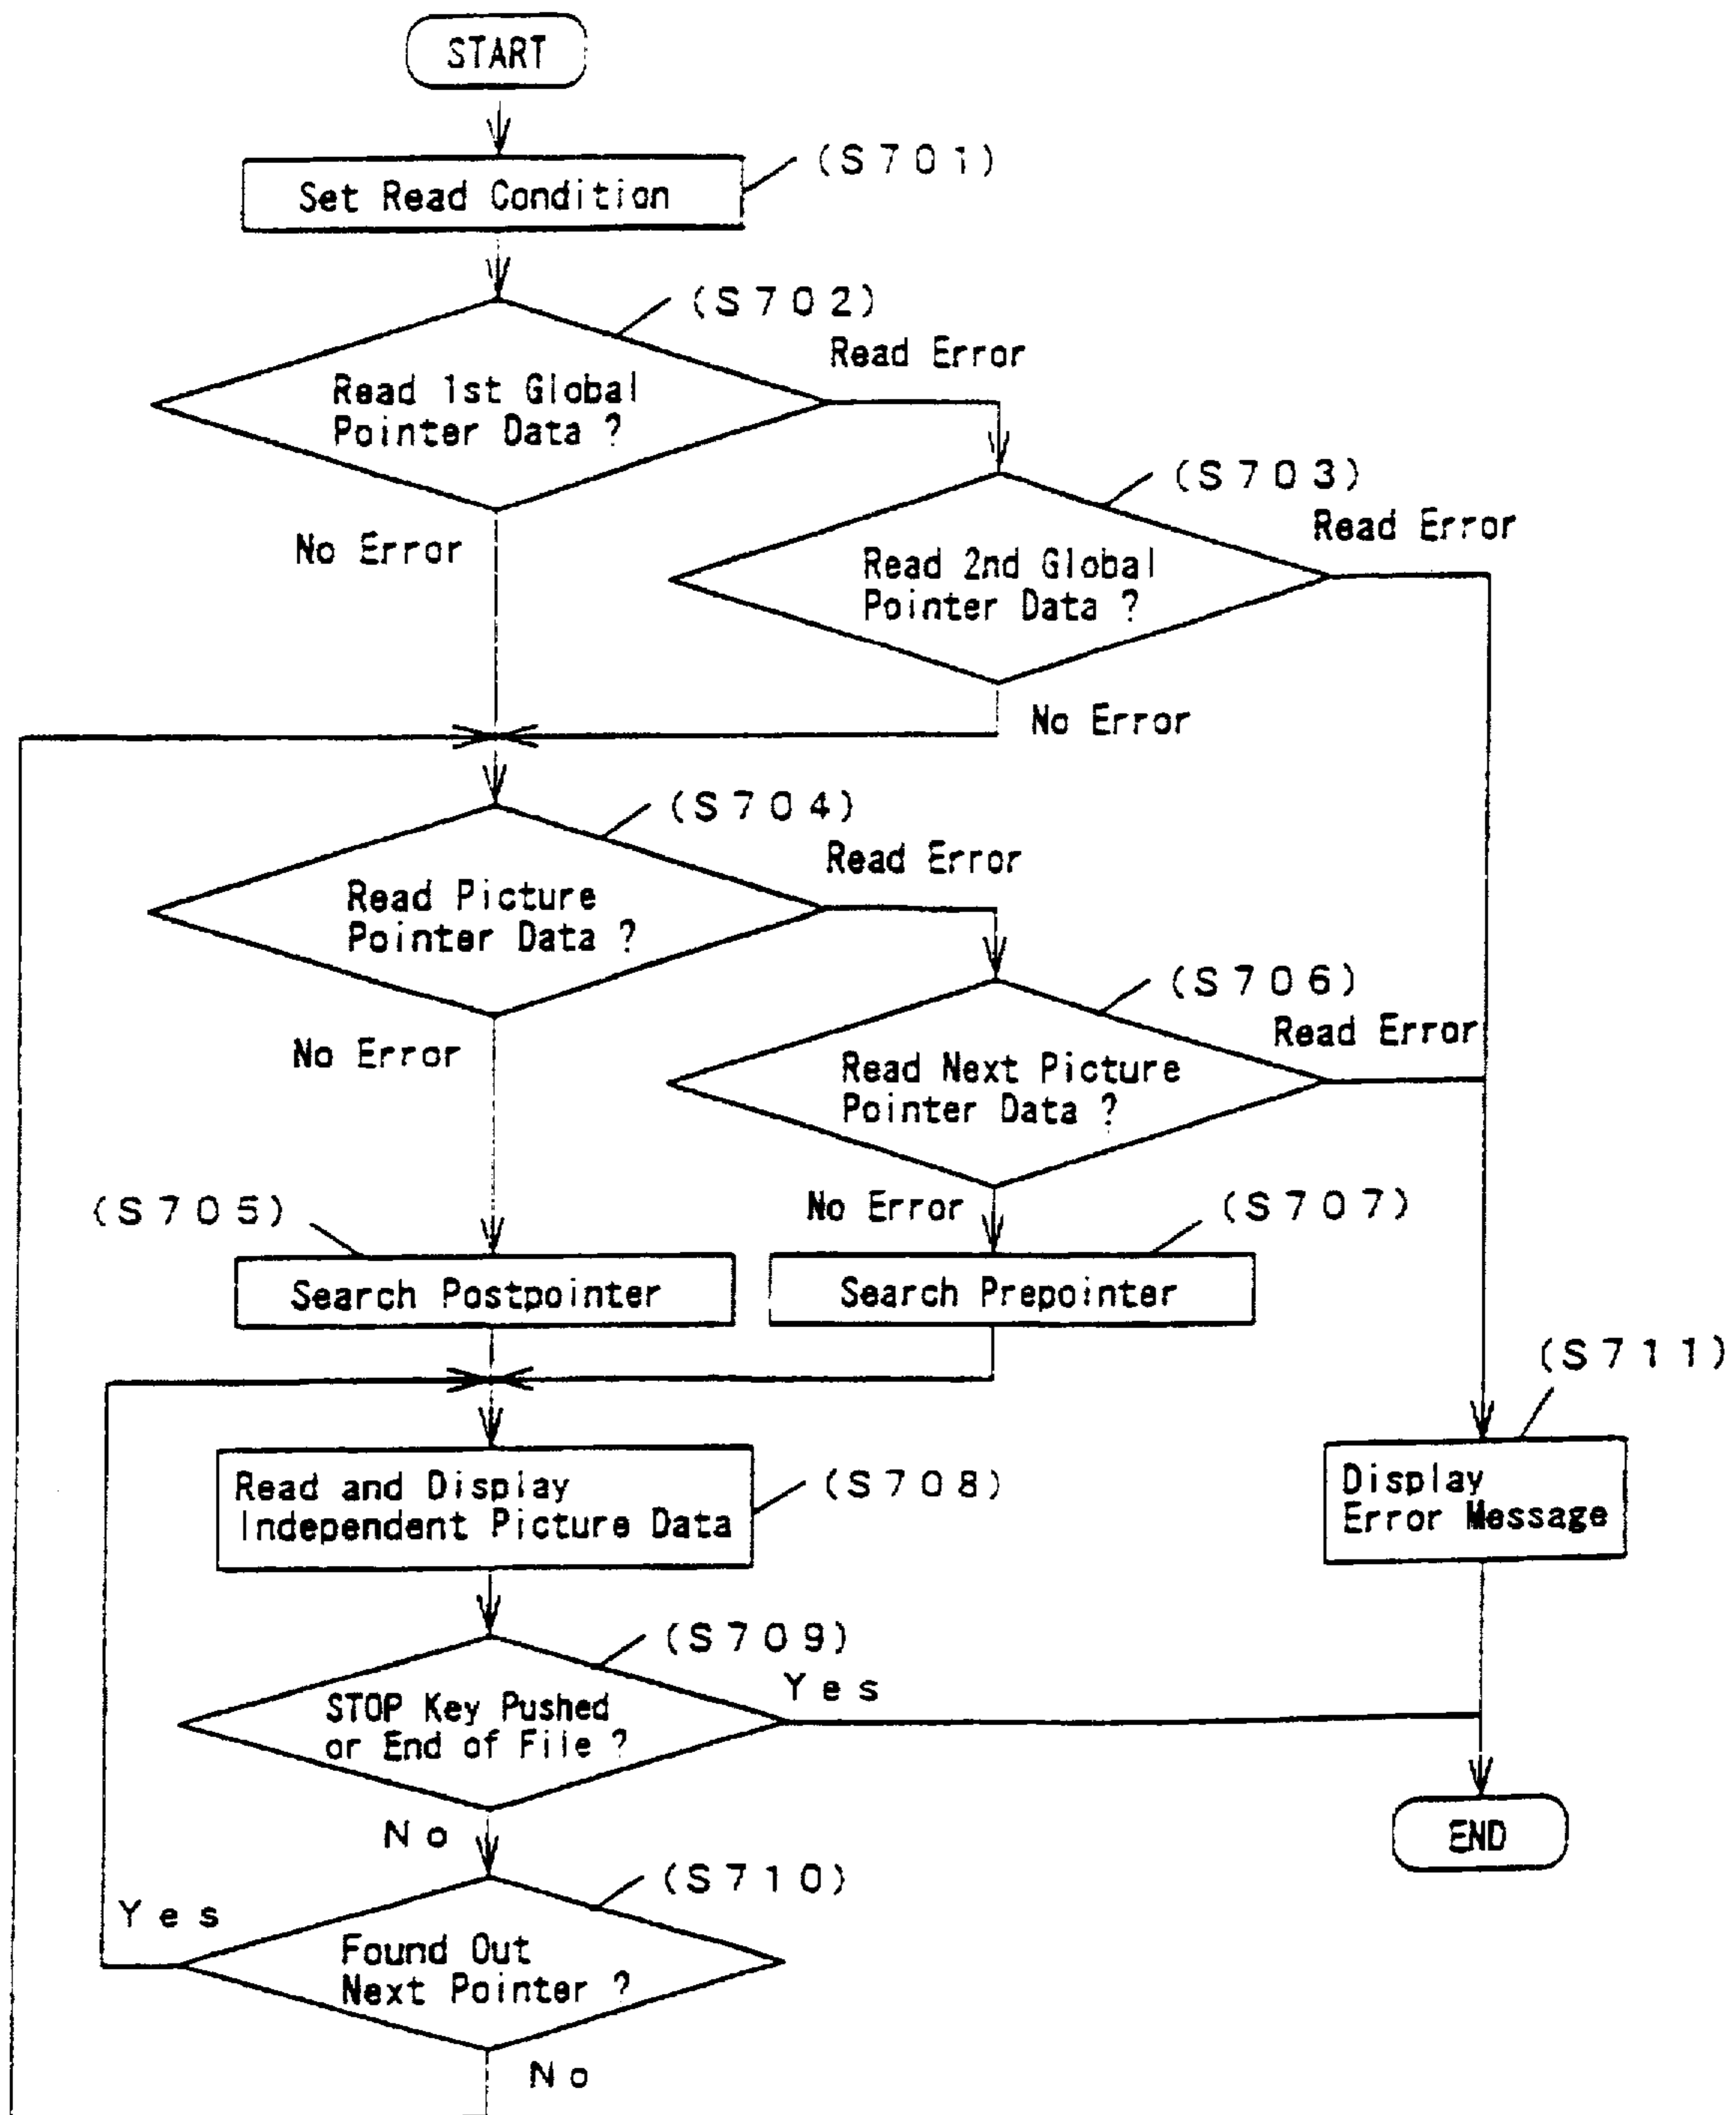 START
(S701)
Set Read Condition
(S702)
Read Error
Read 1st Global
Pointer Data ?
(S703)
No Error
Read Error
Read 2nd Global
Pointer Data ?
No Error
(S704)
Read Error
Read Picture
Pointer Data ?
(S706)
No Error
Read Error
Read Next Picture
Pointer Data ?
(S705)
No Error
(S707)
Search Postpointer
Search Prepointer
(S711)
Read and Display
Independent Picture Data
(S708)
Display
Error Message
(S709)
Yes
STOP Key Pushed
or End of File ?
No
END
(S710)
Yes
Found Out
Next Pointer ?
No